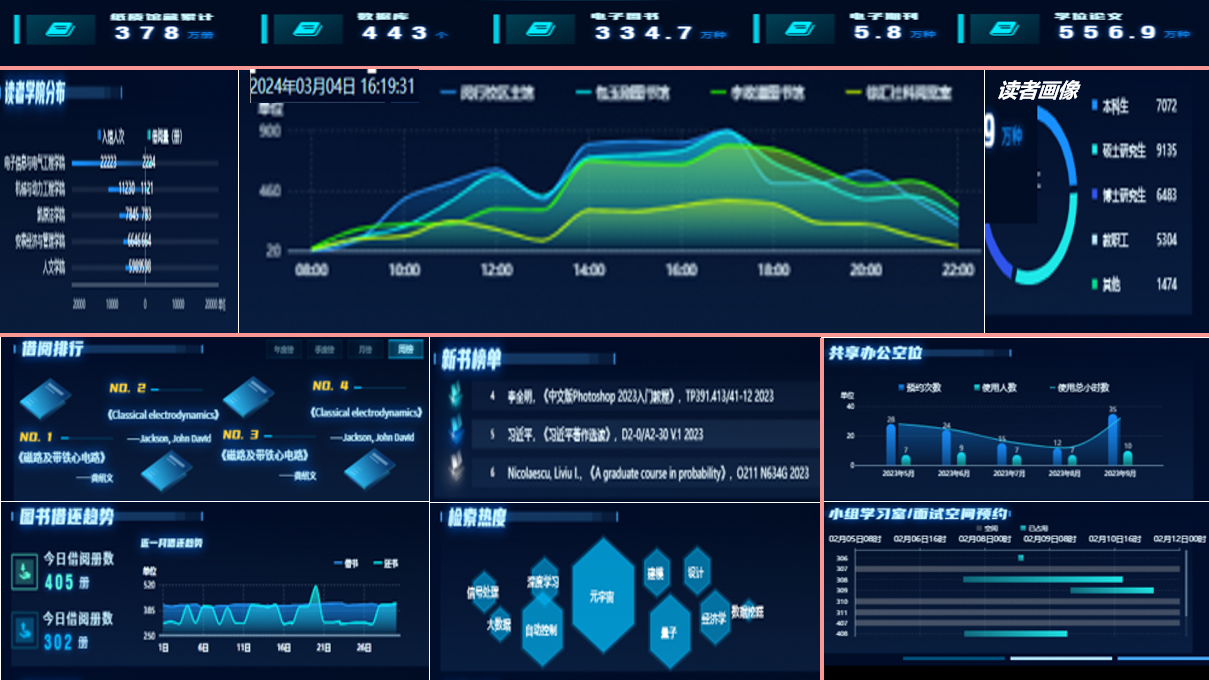 纸质馆藏累计
378 万册
数据库
443 个
电子图书
334.7 万种
电子期刊
5.8 万种
学位论文
556.9 万种
读者学院分布
入馆人次 借阅量（册）
电子信息与电气工程学院 22223 2224
机械与动力工程学院 11230 1121
凯原法学院 7845 783
安泰经济与管理学院 6646 664
人文学院
20000 10000 0 10000 20000
2024年03月04日 16:19:31
闵行校区主馆 包玉刚图书馆 李政道图书馆 徐汇社科阅览室
单位
900
460
20
08:00 10:00 12:00 14:00 16:00 18:00 20:00 22:00
读者画像
9 万种
本科生 7072
硕士研究生 9135
博士研究生 6483
教职工 5304
其他 1474
借阅排行
年度榜 季度榜 月榜 周榜
NO. 1
《磁路及带铁心电路》
——龚绍文
NO. 2
《Classical electrodynamics》
——Jackson, John David
NO. 3
《磁路及带铁心电路》
——龚绍文
NO. 4
《Classical electrodynamics》
——Jackson, John David
新书榜单
4 李金明，《中文版Photoshop 2023入门教程》，TP391.413/41-12 2023
5 习近平，《习近平著作选读》，D2-0/A2-30 V.1 2023
6 Nicolaescu, Liviu I.，《A graduate course in probability》，O211 N634G 2023
共享办公空位
预约次数 使用人数 使用总小时数
单位
40
20
0
28 7 24 9 15 7 12 7 35 10
2023年5月 2023年6月 2023年7月 2023年8月 2023年9月
图书借还趋势
今日借阅册数
405 册
今日借阅册数
302 册
近一月借还趋势
借书 还书
单位
520
385
250
1日 6日 11日 16日 21日 26日
检索热度
信号处理
深度学习
大数据
自动控制
元宇宙
建模
设计
量子
经济学
数据挖掘
小组学习室/面试空间预约
空闲 已占用
02月05日08时 02月06日16时 02月08日00时 02月09日08时 02月10日16时 02月12日00时
306
307
308
309
310
311
407
408